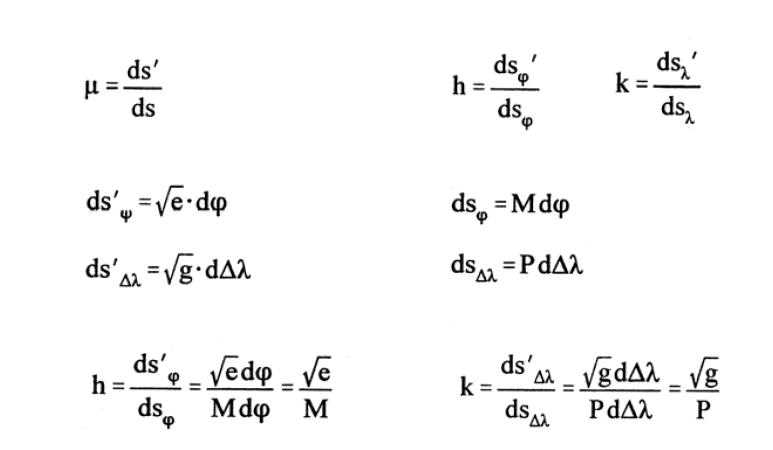 μ = ds′/ds    h = ds_φ′/ds_φ    k = ds_λ′/ds_λ
ds′_ψ = √e · dφ    ds_φ = M dφ
ds′_Δλ = √g · dΔλ    ds_Δλ = P dΔλ
h = ds′_φ/ds_φ = √e dφ/M dφ = √e/M    k = ds′_Δλ/ds_Δλ = √g dΔλ/P dΔλ = √g/P